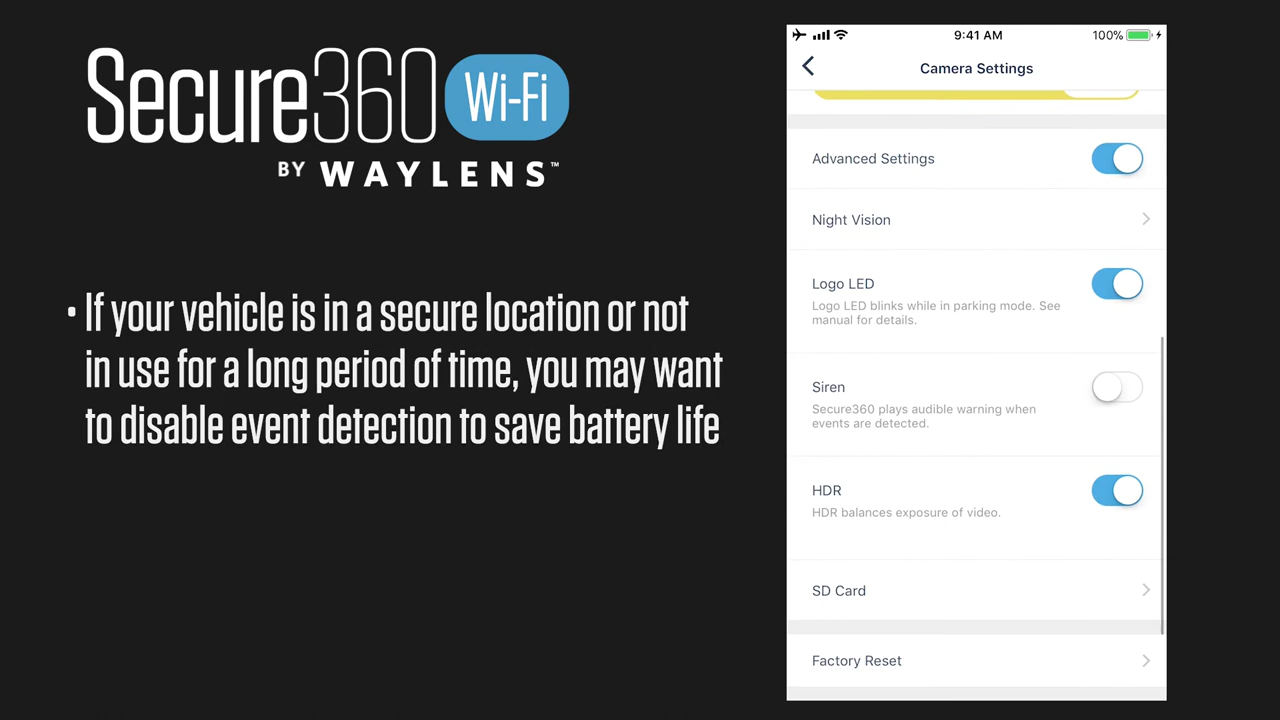 Secure360 Wi-Fi
BY WAYLENS™
• If your vehicle is in a secure location or not
in use for a long period of time, you may want
to disable event detection to save battery life
9:41 AM
100%
Camera Settings
Advanced Settings
Night Vision
Logo LED
Logo LED blinks while in parking mode. See
manual for details.
Siren
Secure360 plays audible warning when
events are detected.
HDR
HDR balances exposure of video.
SD Card
Factory Reset